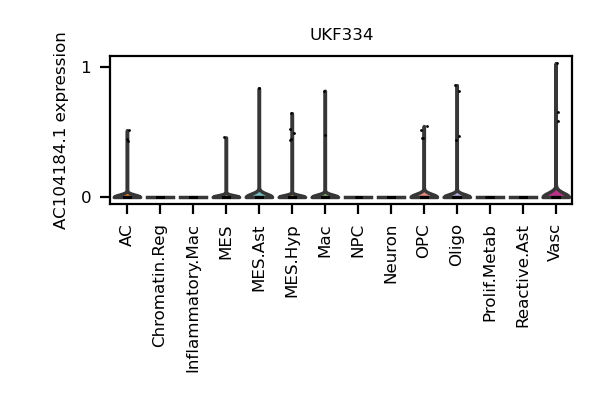 UKF334
AC104184.1 expression
1
0
AC
Chromatin.Reg
Inflammatory.Mac
MES
MES.Ast
MES.Hyp
Mac
NPC
Neuron
OPC
Oligo
Prolif.Metab
Reactive.Ast
Vasc